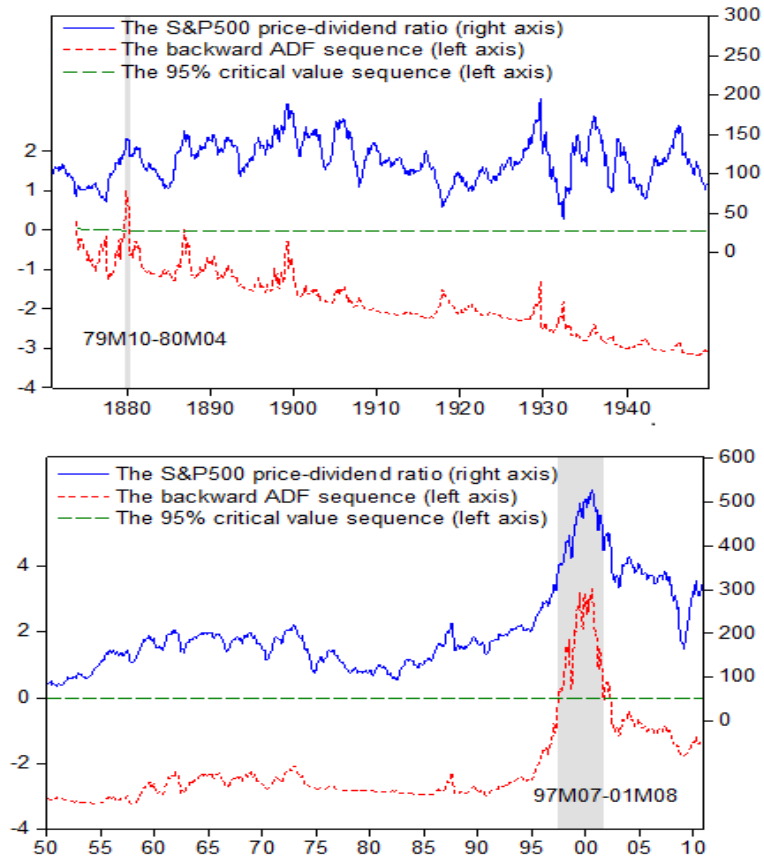 300
The S&P500 price-dividend ratio (right axis)
The backward ADF sequence (left axis)
250
The 95% critical value sequence (left axis)
200
2
150
1
100
0
50
-1
0
-2
79M10-80M04
-3
-4
1880 1890 1900 1910 1920 1930 1940
600
The S&P500 price-dividend ratio (right axis)
The backward ADF sequence (left axis)
500
The 95% critical value sequence (left axis)
4
400
300
2
200
0
100
0
-2
97M07-01M08
-4
50 55 60 65 70 75 80 85 90 95 00 05 10